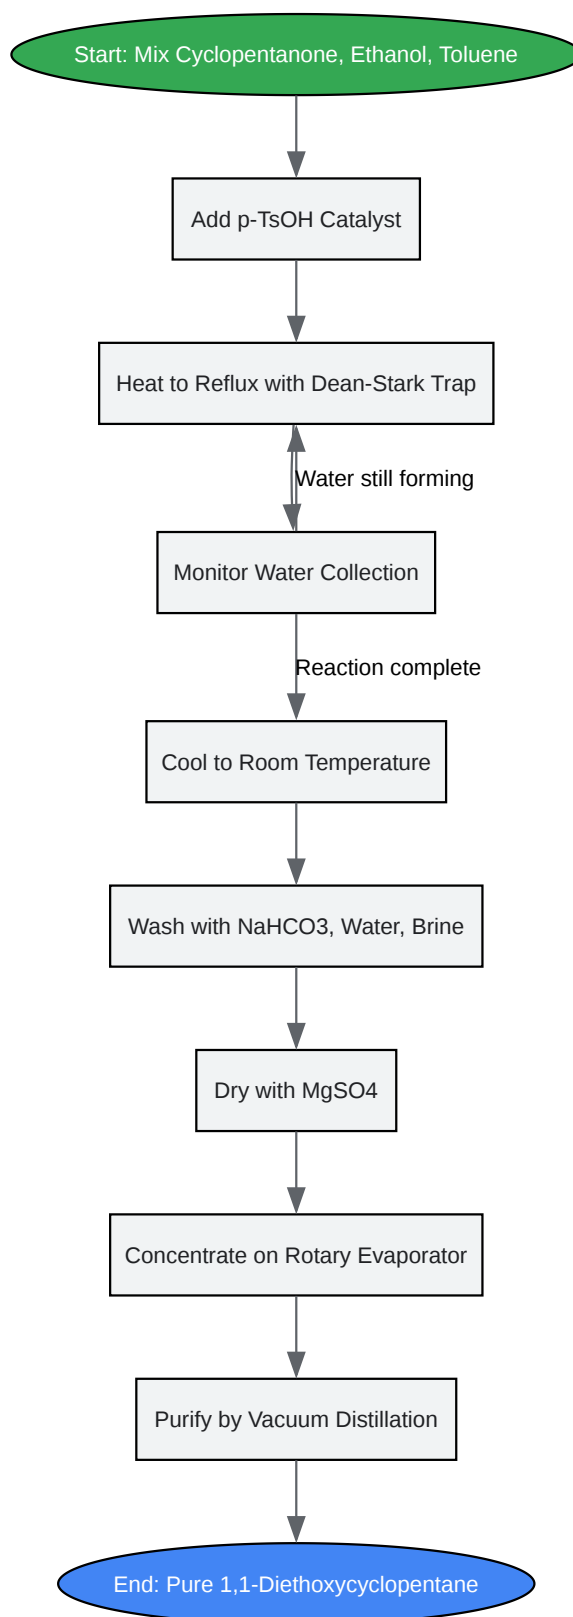 Start: Mix Cyclopentanone, Ethanol, Toluene
Add p-TsOH Catalyst
Heat to Reflux with Dean-Stark Trap
Water still forming
Monitor Water Collection
Reaction complete
Cool to Room Temperature
Wash with NaHCO3, Water, Brine
Dry with MgSO4
Concentrate on Rotary Evaporator
Purify by Vacuum Distillation
End: Pure 1,1-Diethoxycyclopentane